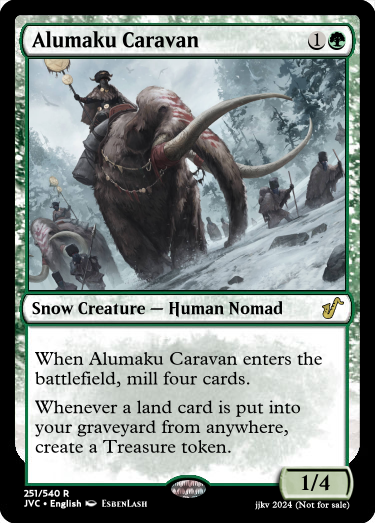 Alumaku Caravan 1
Snow Creature — Human Nomad
When Alumaku Caravan enters the
battlefield, mill four cards.
Whenever a land card is put into
your graveyard from anywhere,
create a Treasure token.
1/4
251/540 R
JVC • English EsbenLash
jjkv 2024 (Not for sale)